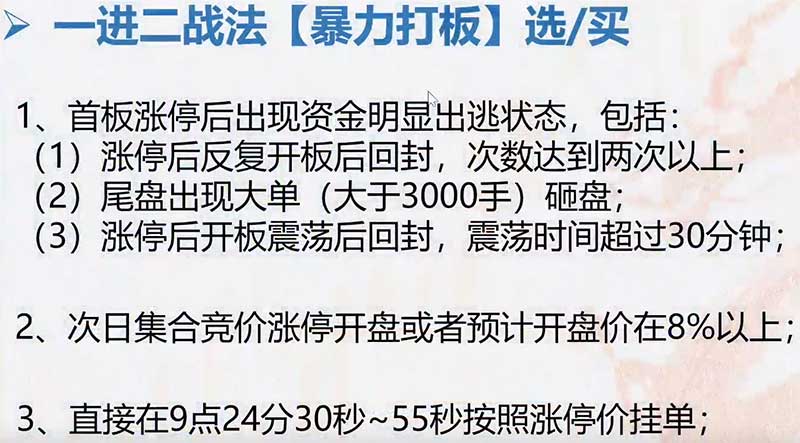 ➢ 一进二战法【暴力打板】选/买
1、首板涨停后出现资金明显出逃状态，包括：
（1）涨停后反复开板后回封，次数达到两次以上；
（2）尾盘出现大单（大于3000手）砸盘；
（3）涨停后开板震荡后回封，震荡时间超过30分钟；
2、次日集合竞价涨停开盘或者预计开盘价在8%以上；
3、直接在9点24分30秒~55秒按照涨停价挂单；